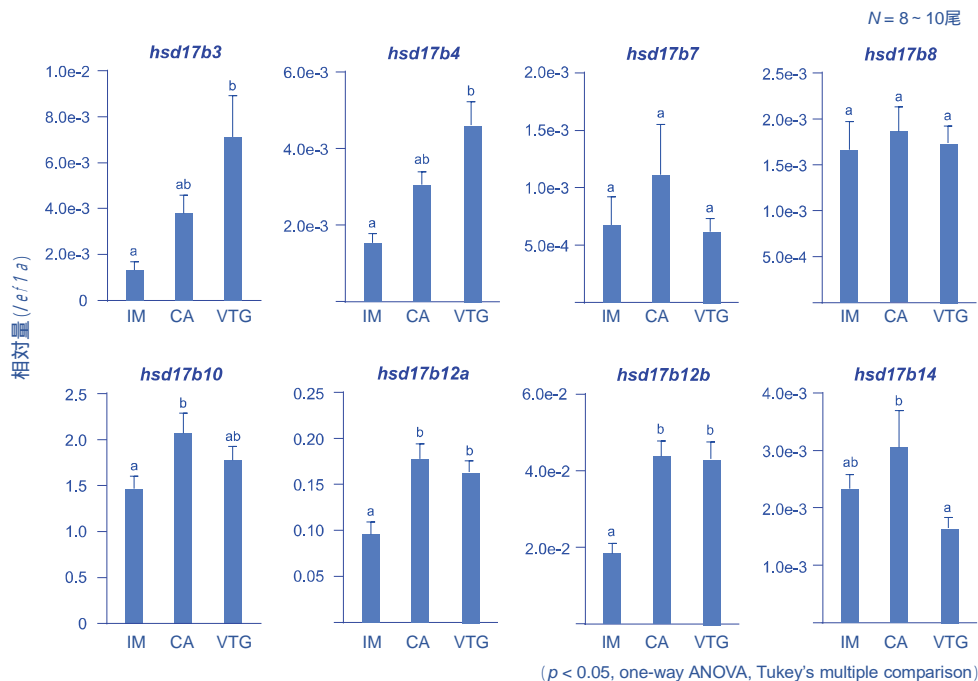 N = 8 ~ 10尾
hsd17b3
hsd17b4
hsd17b7
hsd17b8
相対量(/ef1a)
1.0e-2
8.0e-3
6.0e-3
4.0e-3
2.0e-3
0
a
ab
b
IM CA VTG
6.0e-3
4.0e-3
2.0e-3
a
ab
b
IM CA VTG
2.0e-3
1.5e-3
1.0e-3
5.0e-4
a
a
a
IM CA VTG
2.5e-3
2.0e-3
1.5e-3
1.0e-3
5.0e-4
a
a
a
IM CA VTG
hsd17b10
hsd17b12a
hsd17b12b
hsd17b14
2.5
2.0
1.5
1.0
0.5
0
a
b
ab
IM CA VTG
0.25
0.20
0.15
0.10
0.05
a
b
b
IM CA VTG
6.0e-2
4.0e-2
2.0e-2
a
b
b
IM CA VTG
4.0e-3
3.0e-3
2.0e-3
1.0e-3
ab
b
a
IM CA VTG
(p < 0.05, one-way ANOVA, Tukey's multiple comparison)